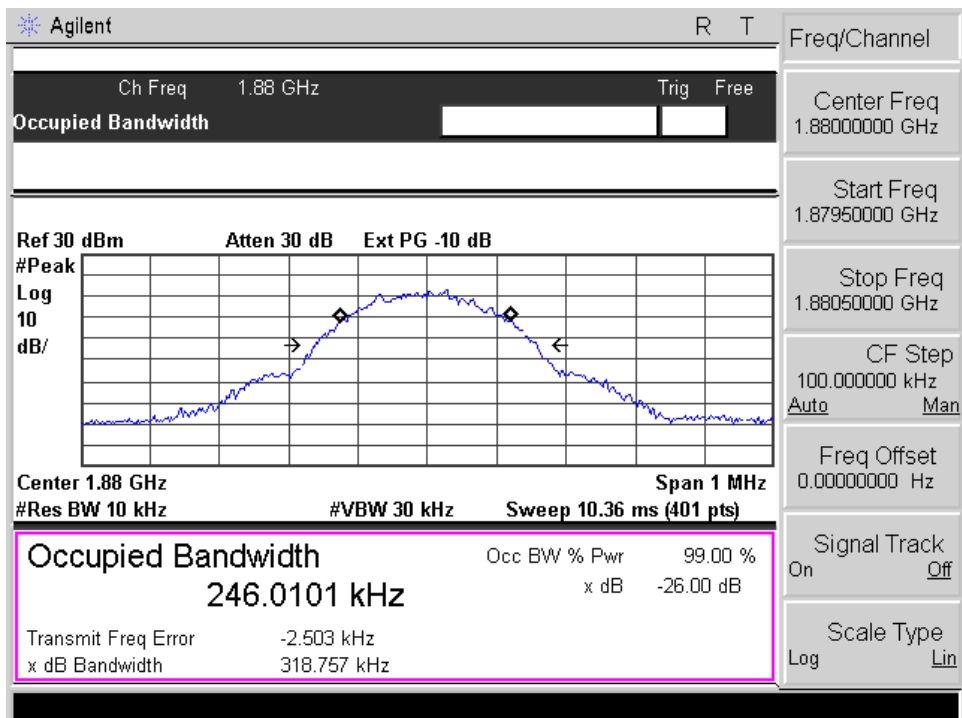 Agilent R T
Ch Freq 1.88 GHz Trig Free
Occupied Bandwidth
Ref 30 dBm Atten 30 dB Ext PG -10 dB
#Peak
Log
10
dB/
Center 1.88 GHz Span 1 MHz
#Res BW 10 kHz #VBW 30 kHz Sweep 10.36 ms (401 pts)
Occupied Bandwidth Occ BW % Pwr 99.00 %
246.0101 kHz x dB -26.00 dB
Transmit Freq Error -2.503 kHz
x dB Bandwidth 318.757 kHz
Freq/Channel
Center Freq
1.88000000 GHz
Start Freq
1.87950000 GHz
Stop Freq
1.88050000 GHz
CF Step
100.000000 kHz
Auto Man
Freq Offset
0.00000000 Hz
Signal Track
On Off
Scale Type
Log Lin